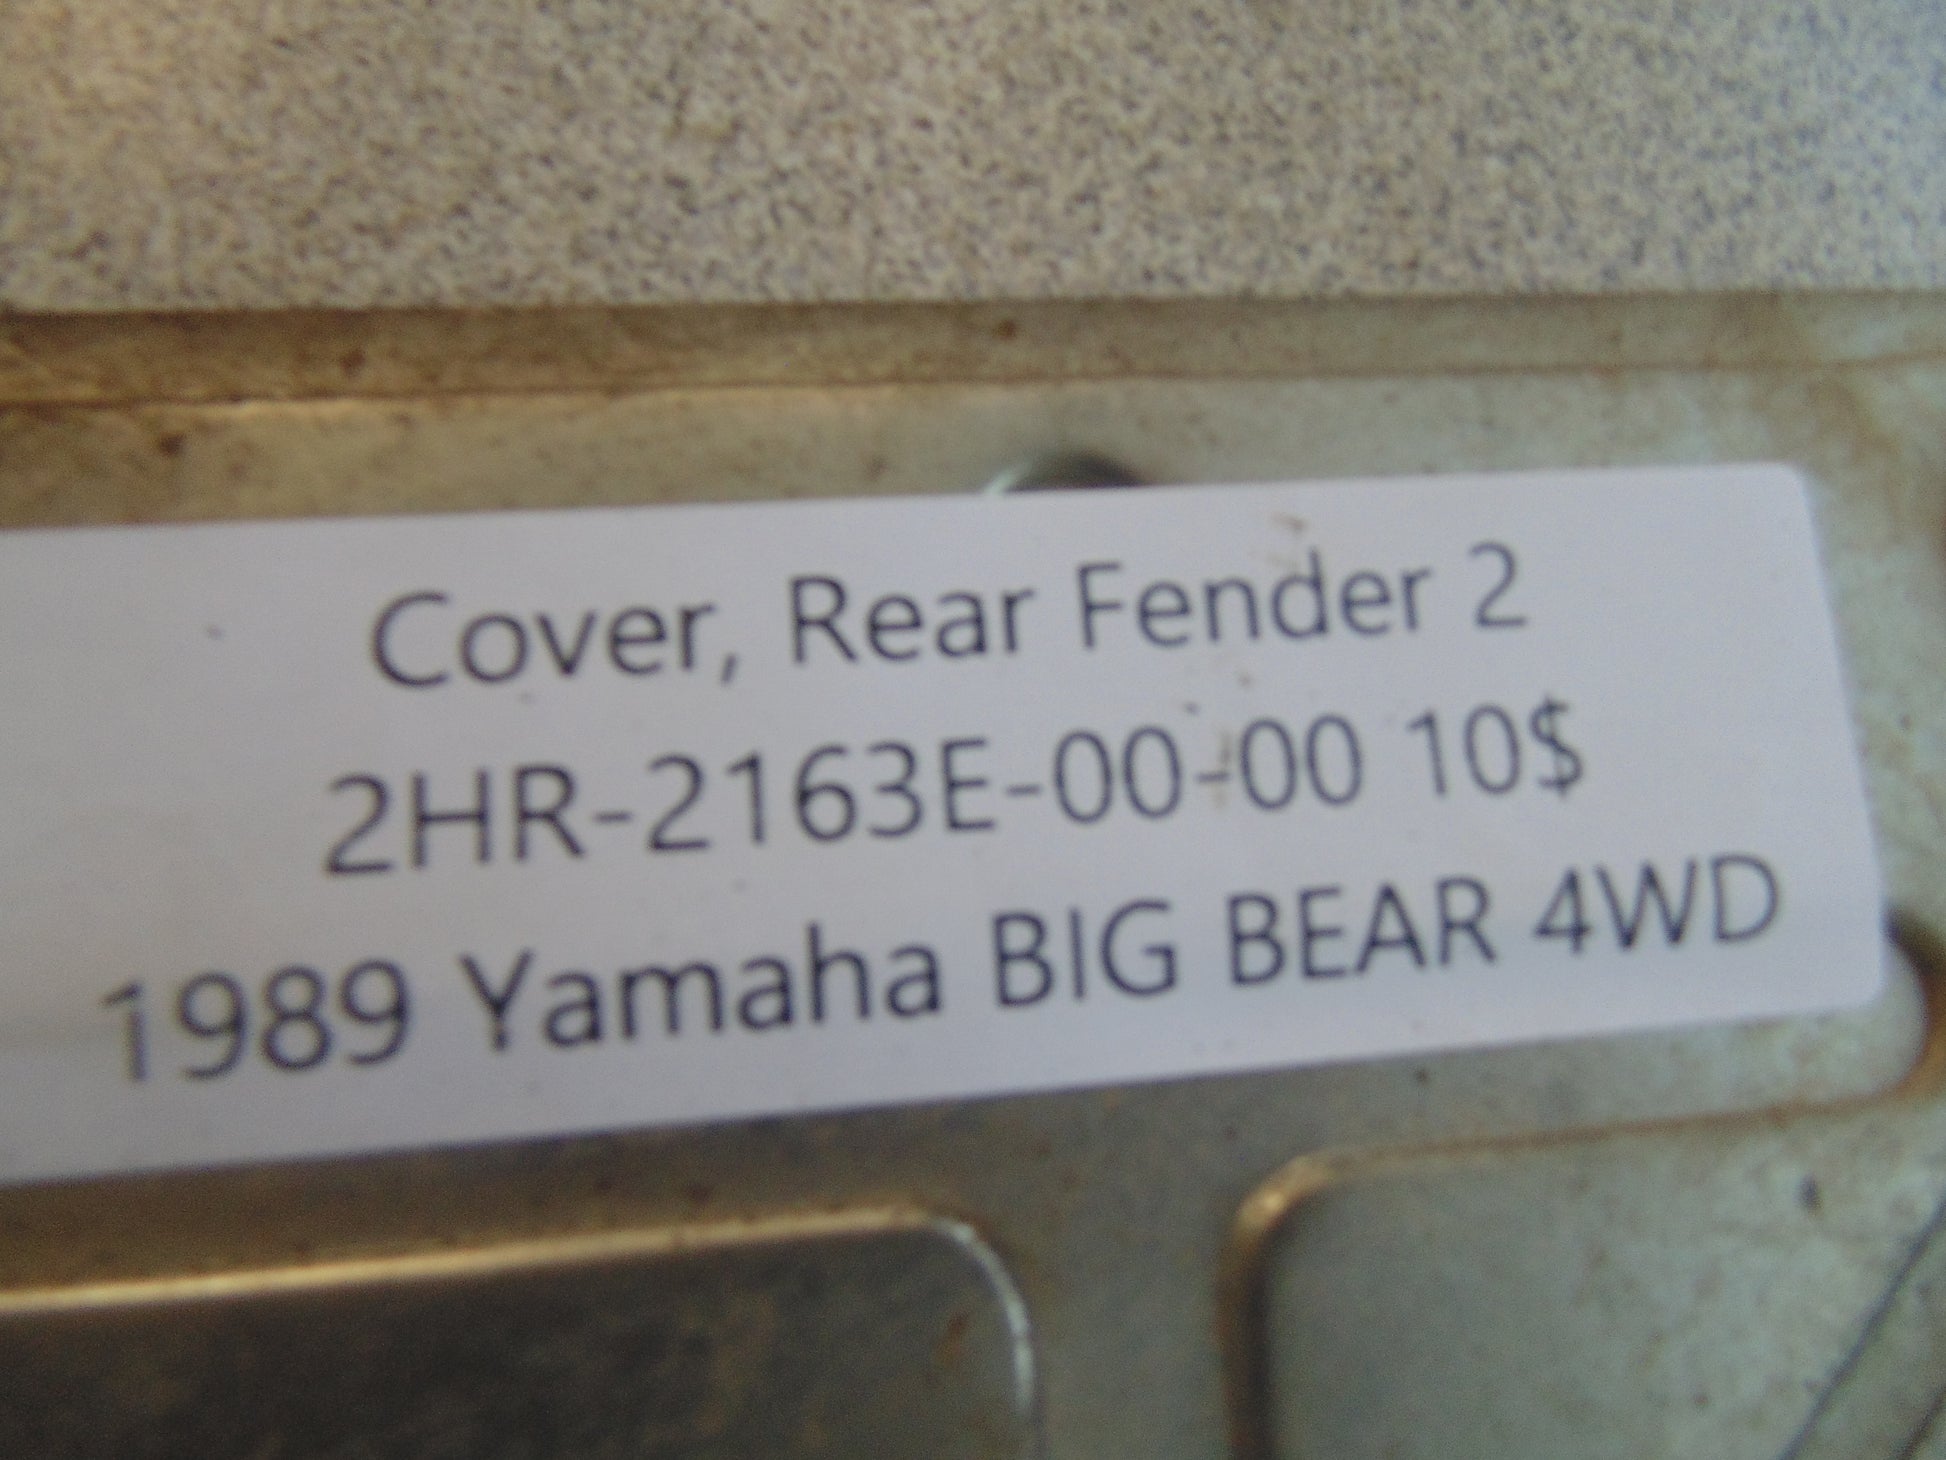 Cover, Rear Fender 2
2HR-2163E-00-00 10$
1989 Yamaha BIG BEAR 4WD